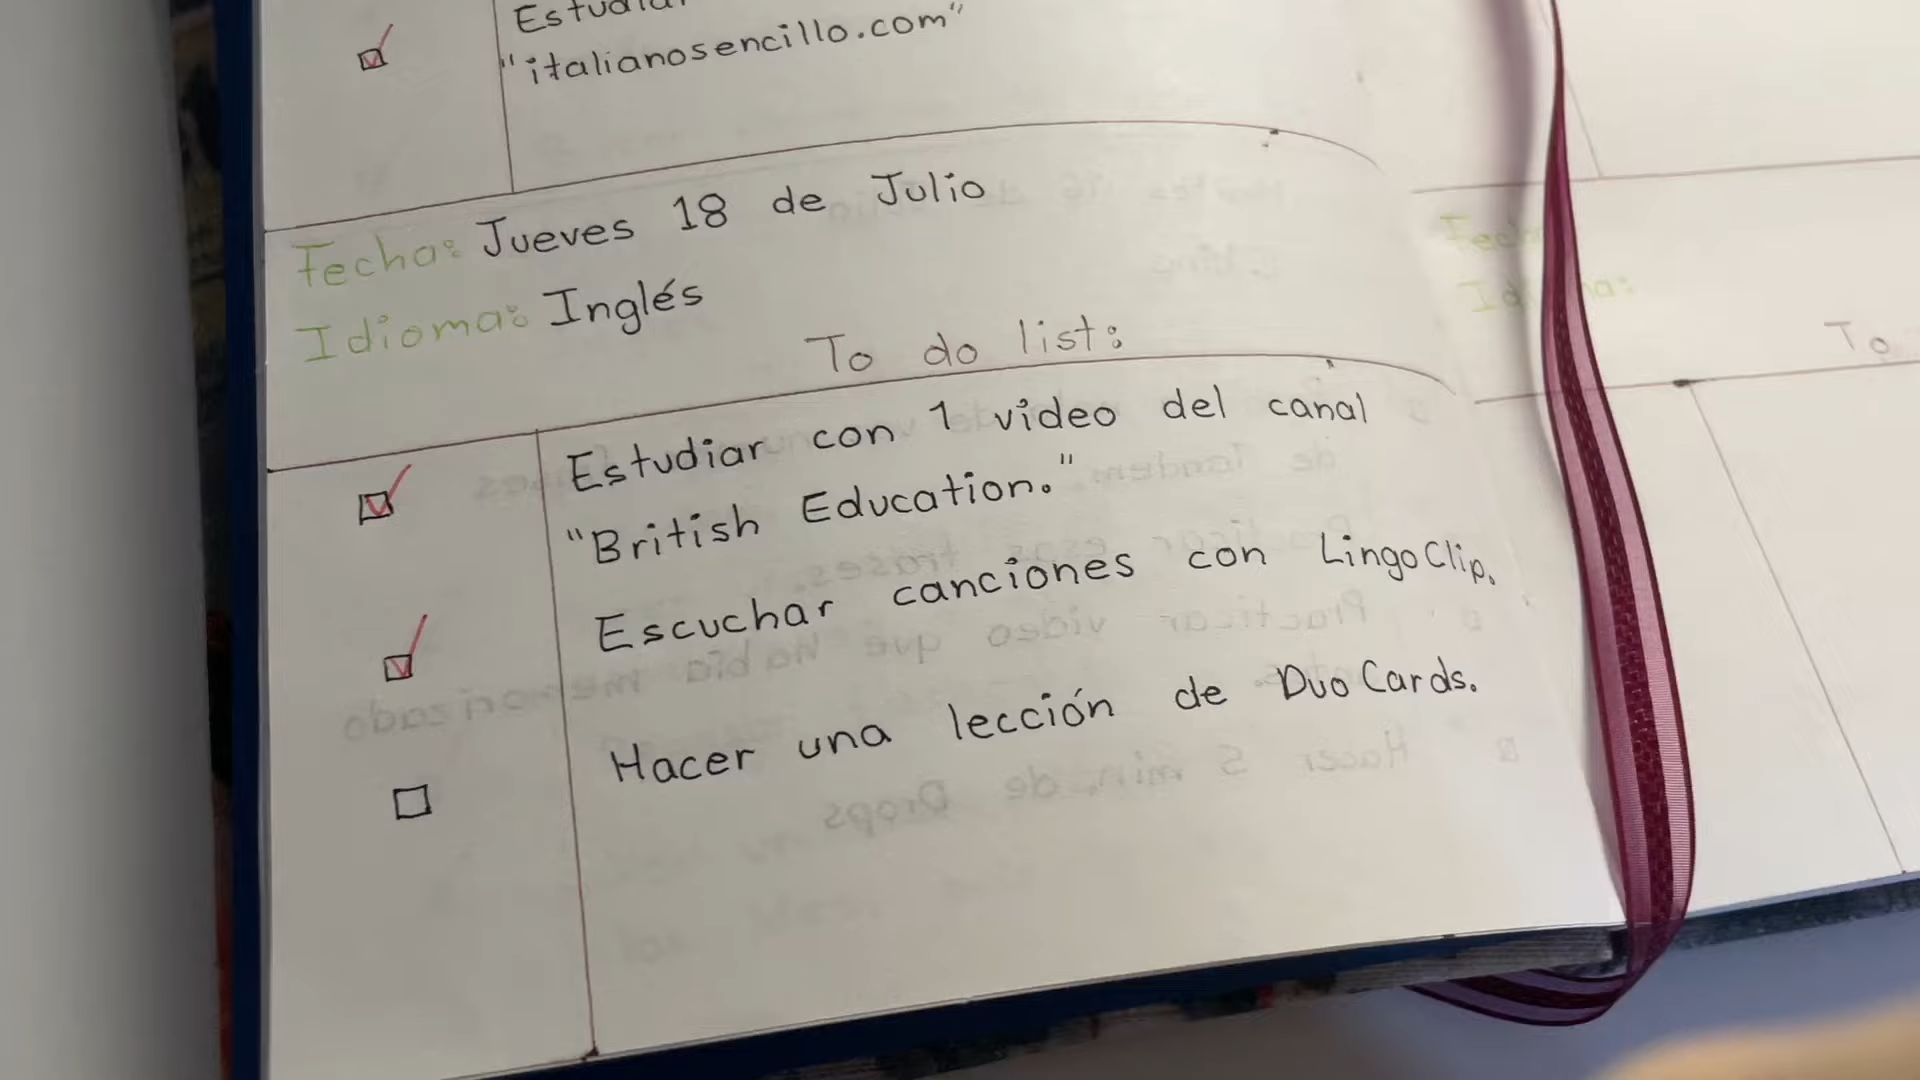 "italianosencillo.com"
Fecha: Jueves 18 de Julio
Idioma: Inglés
To do list:
Estudiar con 1 video del canal
"British Education."
Escuchar canciones con LingoClip.
Hacer una lección de DuoCards.
To